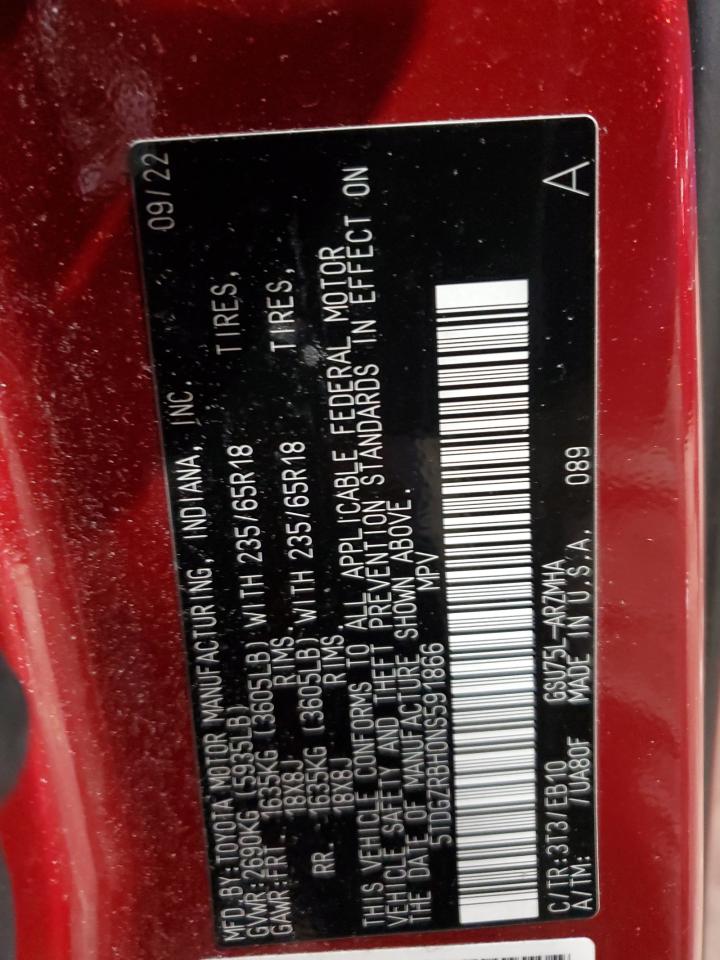 MFD.BY:TOYOTA MOTOR MANUFACTURING, INDIANA, INC. 09/22
GVWR:2690KG (5935LB)
GAWR:FRT. 1635KG (3605LB) WITH 235/65R18 TIRES,
18X8J RIMS.
RR. 1635KG (3605LB) WITH 235/65R18 TIRES,
18X8J RIMS
THIS VEHICLE CONFORMS TO ALL APPLICABLE FEDERAL MOTOR
VEHICLE SAFETY AND THEFT PREVENTION STANDARDS IN EFFECT ON
THE DATE OF MANUFACTURE SHOWN ABOVE.
5TDGZRBH0NS591866 MPV
C/TR:3T3/EB10 GSU75L-ARZMHA
A/TM: /UA80F MADE IN U.S.A. 089 A